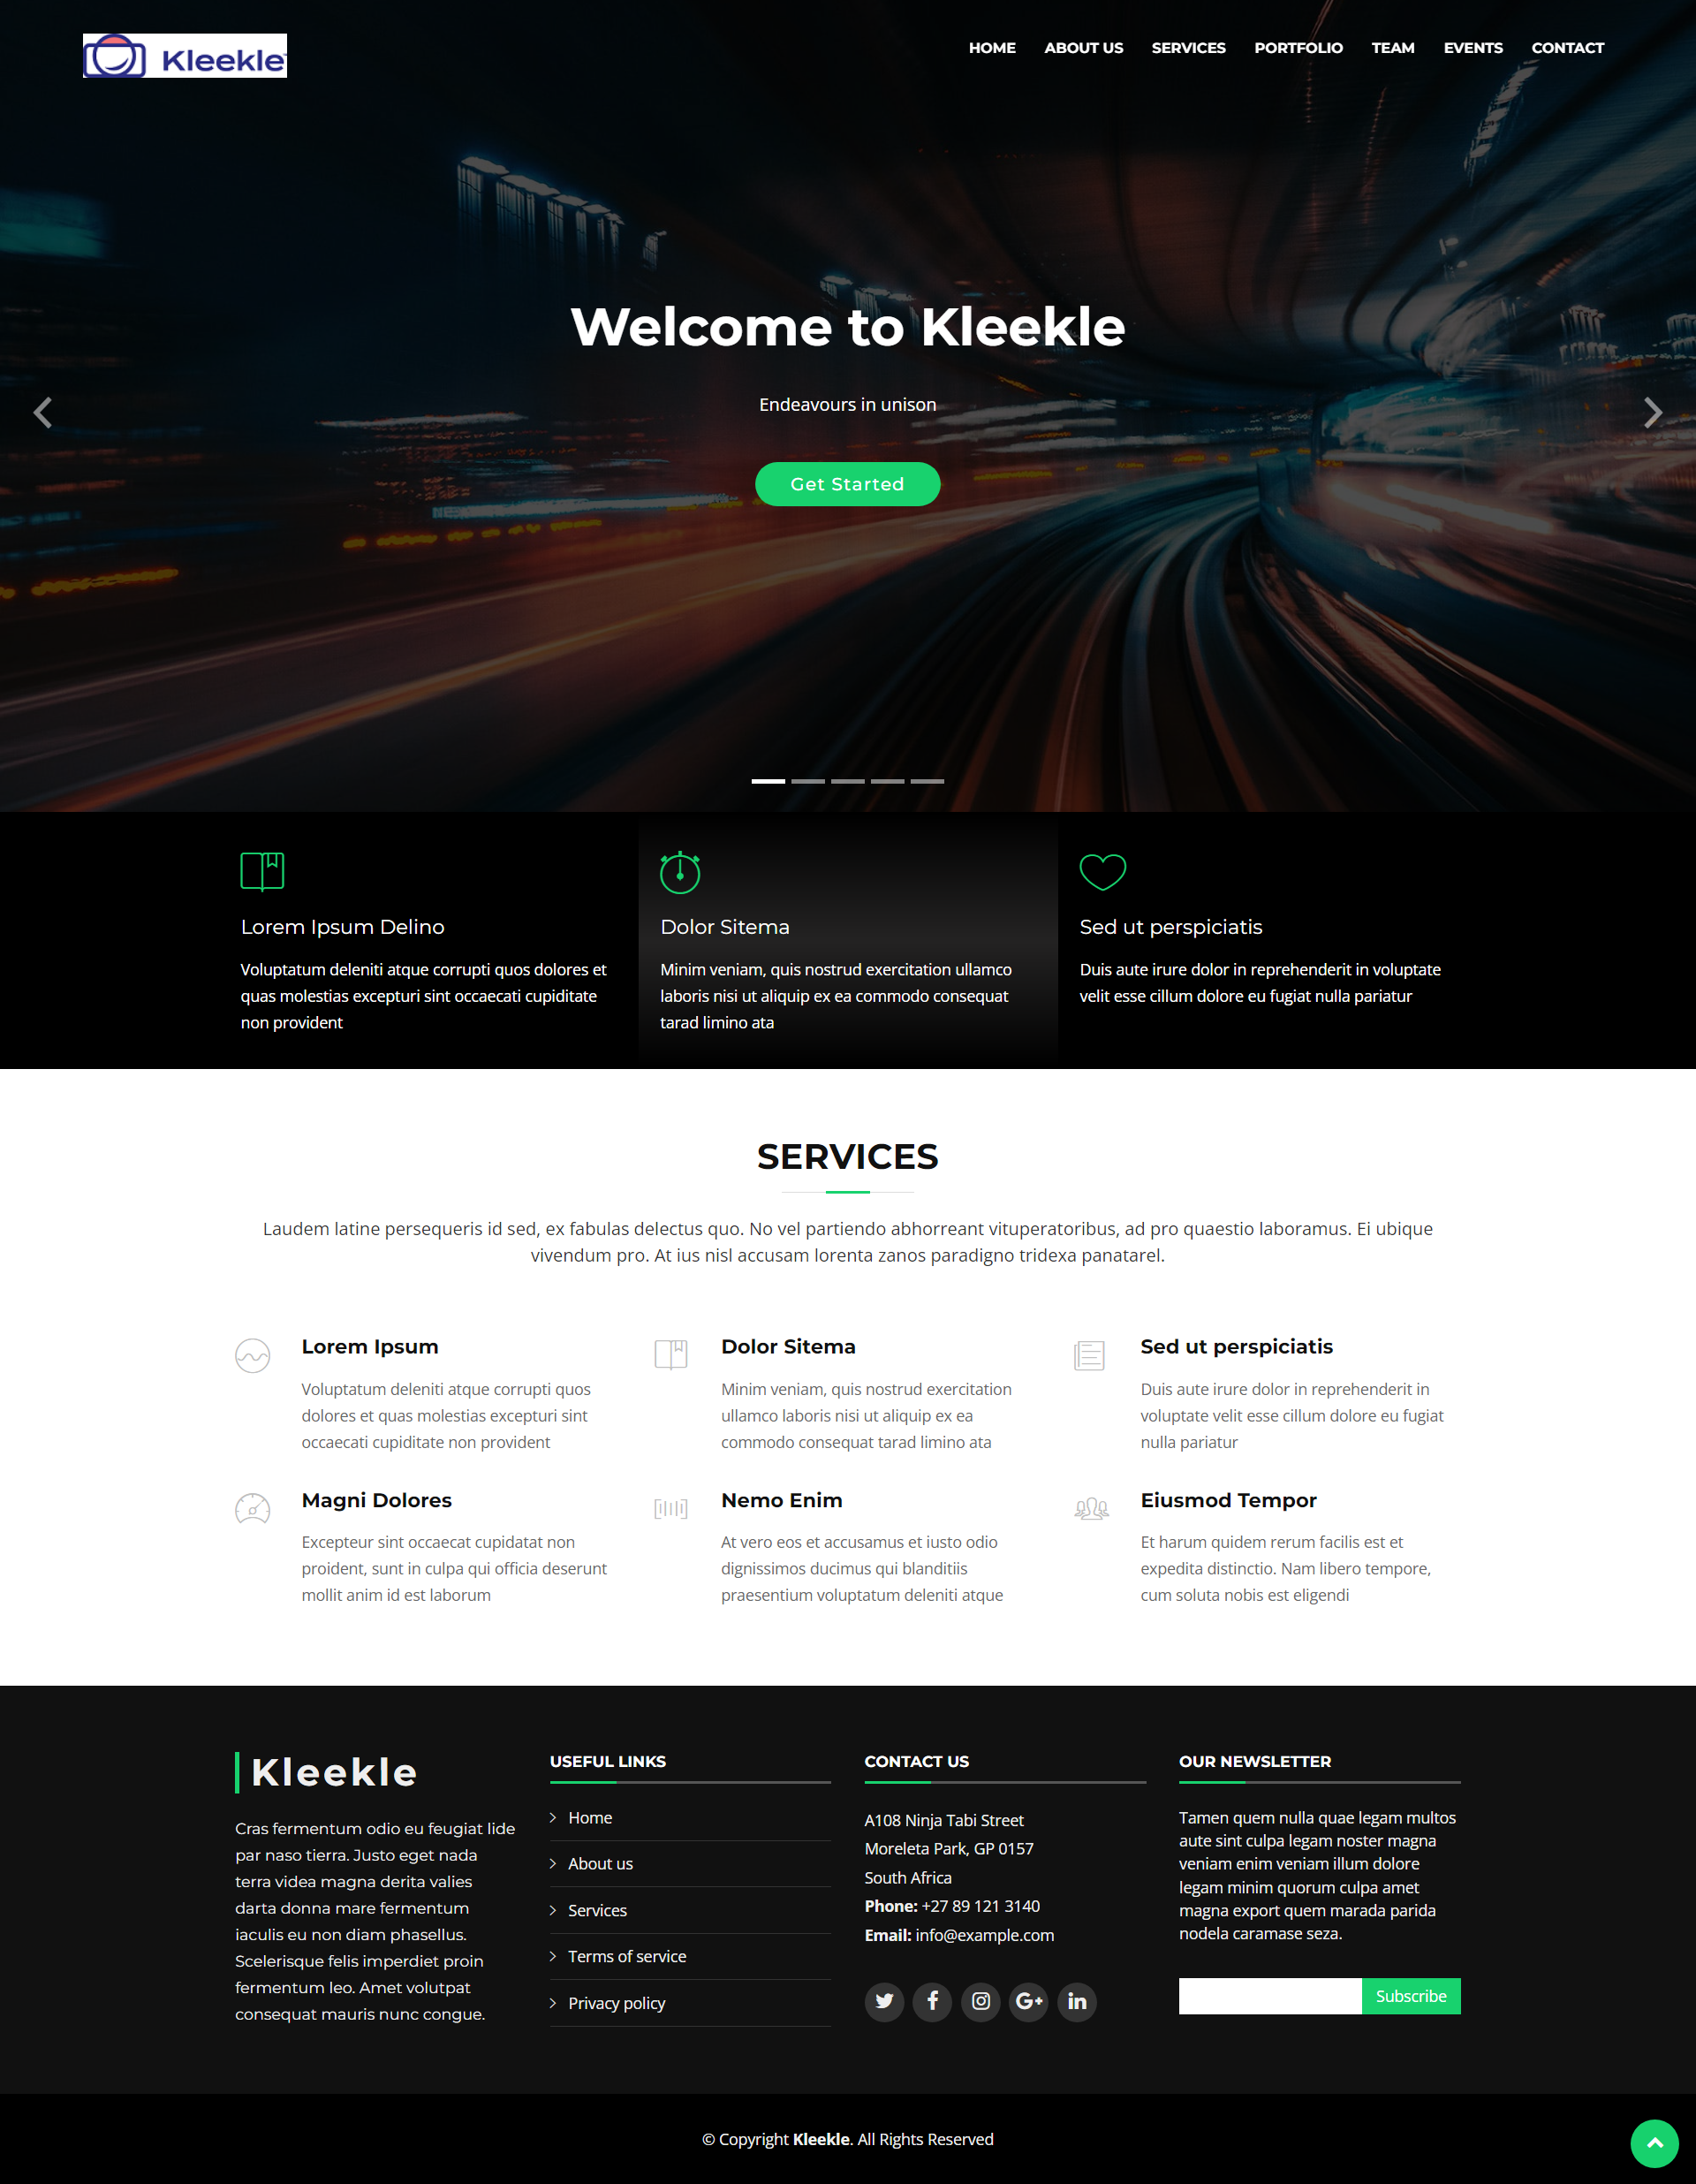 Kleekle
HOME ABOUT US SERVICES PORTFOLIO TEAM EVENTS CONTACT
Welcome to Kleekle
Endeavours in unison
Get Started
Lorem Ipsum Delino
Voluptatum deleniti atque corrupti quos dolores et
quas molestias excepturi sint occaecati cupiditate
non provident
Dolor Sitema
Minim veniam, quis nostrud exercitation ullamco
laboris nisi ut aliquip ex ea commodo consequat
tarad limino ata
Sed ut perspiciatis
Duis aute irure dolor in reprehenderit in voluptate
velit esse cillum dolore eu fugiat nulla pariatur
SERVICES
Laudem latine persequeris id sed, ex fabulas delectus quo. No vel partiendo abhorreant vituperatoribus, ad pro quaestio laboramus. Ei ubique
vivendum pro. At ius nisl accusam lorenta zanos paradigno tridexa panatarel.
Lorem Ipsum
Voluptatum deleniti atque corrupti quos
dolores et quas molestias excepturi sint
occaecati cupiditate non provident
Dolor Sitema
Minim veniam, quis nostrud exercitation
ullamco laboris nisi ut aliquip ex ea
commodo consequat tarad limino ata
Sed ut perspiciatis
Duis aute irure dolor in reprehenderit in
voluptate velit esse cillum dolore eu fugiat
nulla pariatur
Magni Dolores
Excepteur sint occaecat cupidatat non
proident, sunt in culpa qui officia deserunt
mollit anim id est laborum
Nemo Enim
At vero eos et accusamus et iusto odio
dignissimos ducimus qui blanditiis
praesentium voluptatum deleniti atque
Eiusmod Tempor
Et harum quidem rerum facilis est et
expedita distinctio. Nam libero tempore,
cum soluta nobis est eligendi
Kleekle
Cras fermentum odio eu feugiat lide
par naso tierra. Justo eget nada
terra videa magna derita valies
darta donna mare fermentum
iaculis eu non diam phasellus.
Scelerisque felis imperdiet proin
fermentum leo. Amet volutpat
consequat mauris nunc congue.
USEFUL LINKS
Home
About us
Services
Terms of service
Privacy policy
CONTACT US
A108 Ninja Tabi Street
Moreleta Park, GP 0157
South Africa
Phone: +27 89 121 3140
Email: info@example.com
OUR NEWSLETTER
Tamen quem nulla quae legam multos
aute sint culpa legam noster magna
veniam enim veniam illum dolore
legam minim quorum culpa amet
magna export quem marada parida
nodela caramase seza.
Subscribe
© Copyright Kleekle. All Rights Reserved